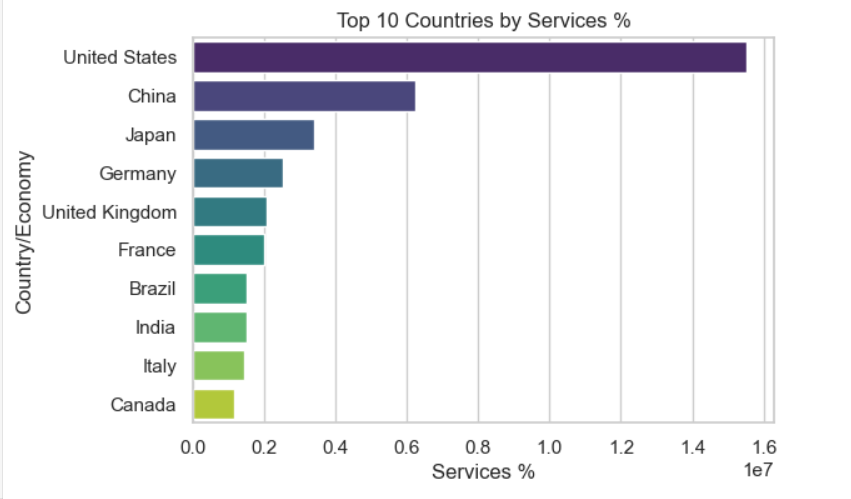 Top 10 Countries by Services %
Country/Economy
United States
China
Japan
Germany
United Kingdom
France
Brazil
India
Italy
Canada
0.0 0.2 0.4 0.6 0.8 1.0 1.2 1.4 1.6
1e7
Services %